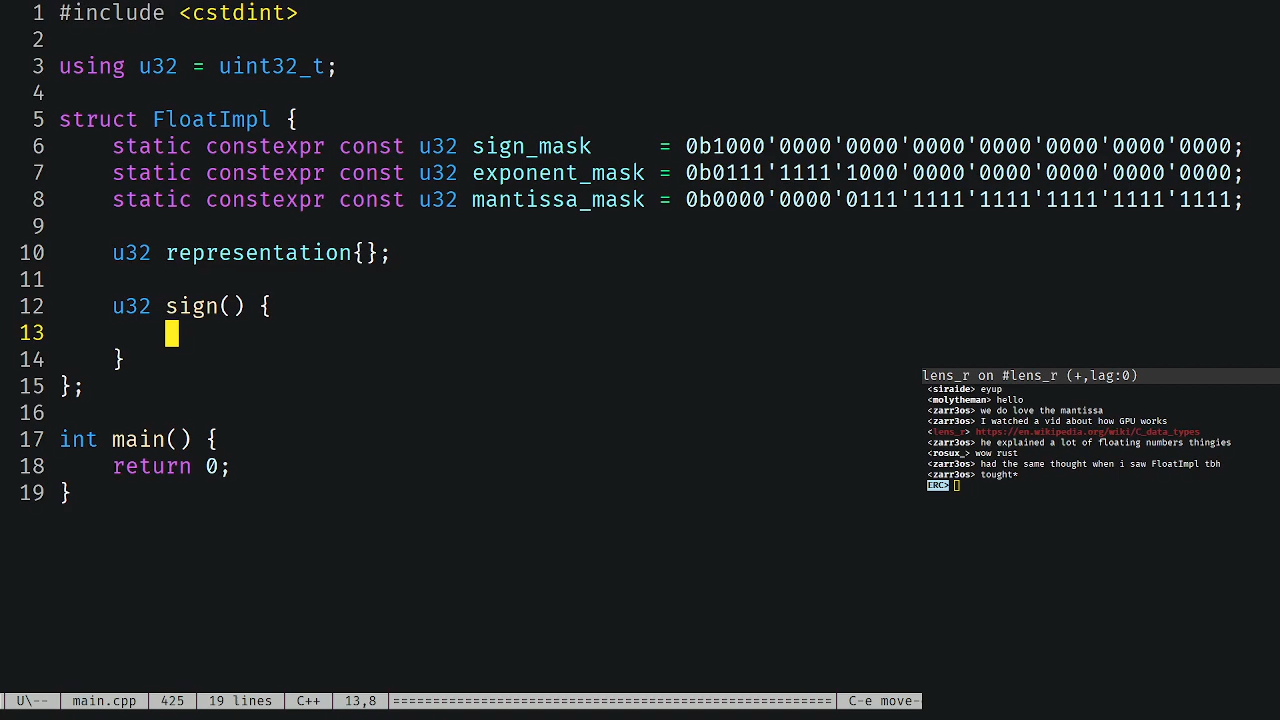 1 #include <cstdint>
2
3 using u32 = uint32_t;
4
5 struct FloatImpl {
6 static constexpr const u32 sign_mask = 0b1000'0000'0000'0000'0000'0000'0000'0000;
7 static constexpr const u32 exponent_mask = 0b0111'1111'1000'0000'0000'0000'0000'0000;
8 static constexpr const u32 mantissa_mask = 0b0000'0000'0111'1111'1111'1111'1111'1111;
9
10 u32 representation{};
11
12 u32 sign() {
13
14 }
15 };
16
17 int main() {
18 return 0;
19 }
lens_r on #lens_r (+,lag:0)
<siraide> eyup
<molytheman> hello
<zarr3os> we do love the mantissa
<zarr3os> I watched a vid about how GPU works
<lens_r> https://en.wikipedia.org/wiki/C_data_types
<zarr3os> he explained a lot of floating numbers thingies
<rosux_> wow rust
<zarr3os> had the same thought when i saw FloatImpl tbh
<zarr3os> tought*
ERC>
U\-- main.cpp 425 19 lines C++ 13,8 ================================================ C-e move-